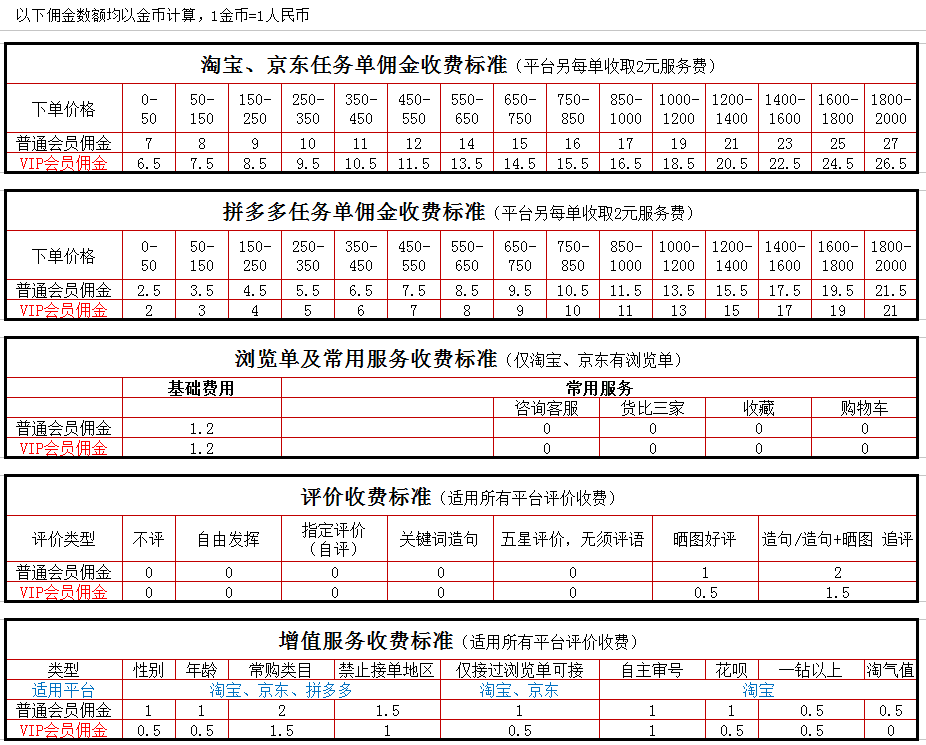 以下佣金数额均以金币计算，1金币=1人民币
淘宝、京东任务单佣金收费标准（平台另每单收取2元服务费）
下单价格 0-50 50-150 150-250 250-350 350-450 450-550 550-650 650-750 750-850 850-1000 1000-1200 1200-1400 1400-1600 1600-1800 1800-2000
普通会员佣金 7 8 9 10 11 12 14 15 16 17 19 21 23 25 27
VIP会员佣金 6.5 7.5 8.5 9.5 10.5 11.5 13.5 14.5 15.5 16.5 18.5 20.5 22.5 24.5 26.5
拼多多任务单佣金收费标准（平台另每单收取2元服务费）
下单价格 0-50 50-150 150-250 250-350 350-450 450-550 550-650 650-750 750-850 850-1000 1000-1200 1200-1400 1400-1600 1600-1800 1800-2000
普通会员佣金 2.5 3.5 4.5 5.5 6.5 7.5 8.5 9.5 10.5 11.5 13.5 15.5 17.5 19.5 21.5
VIP会员佣金 2 3 4 5 6 7 8 9 10 11 13 15 17 19 21
浏览单及常用服务收费标准（仅淘宝、京东有浏览单）
基础费用 常用服务
咨询客服 货比三家 收藏 购物车
普通会员佣金 1.2 0 0 0 0
VIP会员佣金 1.2 0 0 0 0
评价收费标准（适用所有平台评价收费）
评价类型 不评 自由发挥 指定评价（自评） 关键词造句 五星评价，无须评语 晒图好评 造句/造句+晒图 追评
普通会员佣金 0 0 0 0 0 1 2
VIP会员佣金 0 0 0 0 0 0.5 1.5
增值服务收费标准（适用所有平台评价收费）
类型 性别 年龄 常购类目 禁止接单地区 仅接过浏览单可接 自主审号 花呗 一钻以上 淘气值
适用平台 淘宝、京东、拼多多 淘宝、京东 淘宝
普通会员佣金 1 1 2 1.5 1 1 1 0.5 0.5
VIP会员佣金 0.5 0.5 1.5 1 0.5 1 0.5 0.5 0